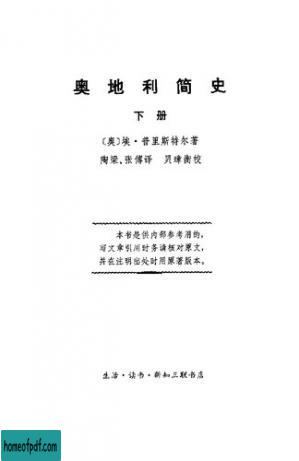 奥地利简史
下册
〔奥〕埃·普里斯特尔著
陶梁、张傅译 贝璋衡校
本书是供内部参考用的，
写文章引用时务请核对原文，
并在注明出处时用原著版本。
生活·读书·新知三联书店
homeofpdf.com